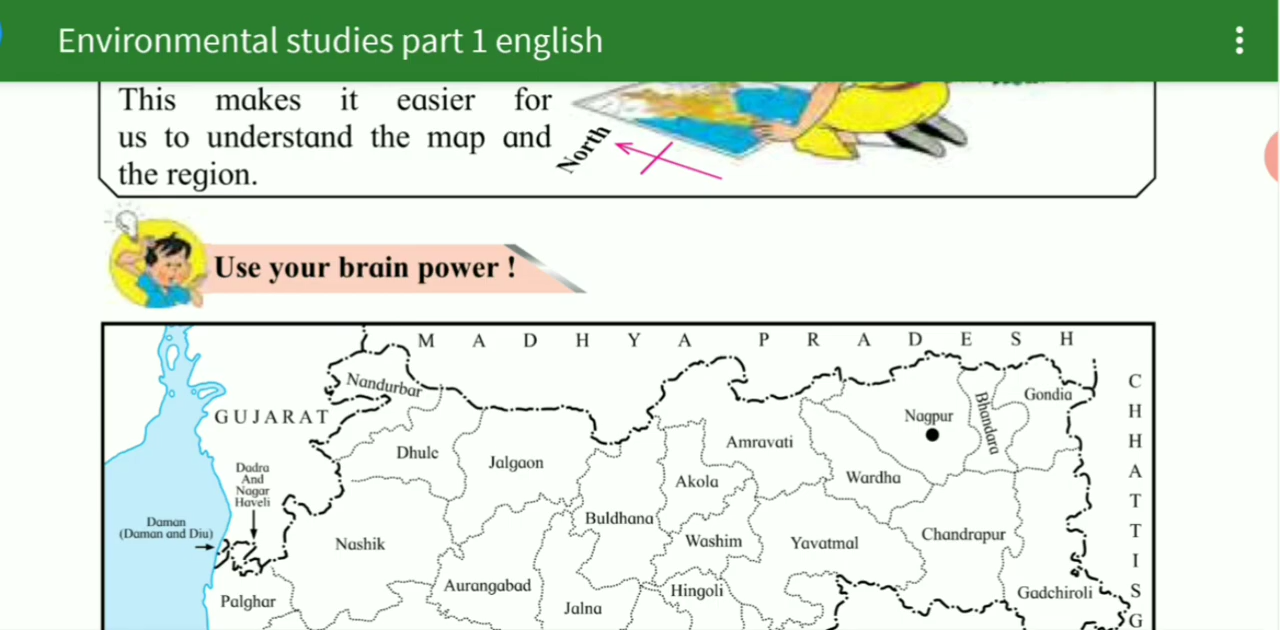 Environmental studies part 1 english
This makes it easier for
us to understand the map and
the region.
North
Use your brain power !
M A D H Y A P R A D E S H
Nandurbar
Gondia
C H H A T T I S G
GUJARAT
Nagpur
Bhandara
Dhule
Jalgaon
Amravati
Dadra
And
Nagar
Haveli
Akola
Wardha
Daman
(Daman and Diu)
Buldhana
Nashik
Washim
Yavatmal
Chandrapur
Aurangabad
Hingoli
Gadchiroli
Palghar
Jalna